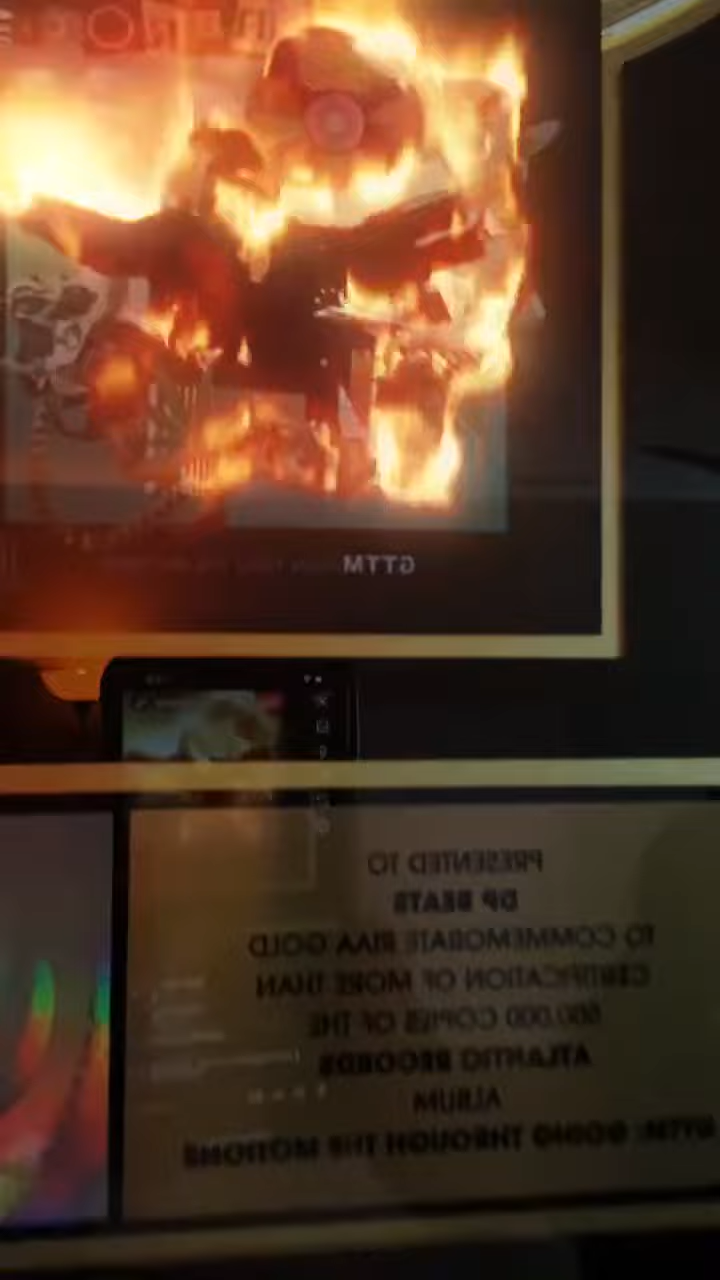 GTTM
PRESENTED TO
DP BEATS
TO COMMEMORATE RIAA GOLD
CERTIFICATION OF MORE THAN
500,000 COPIES OF THE
ATLANTIC RECORDS
ALBUM
GTTM: GOING THROUGH THE MOTIONS